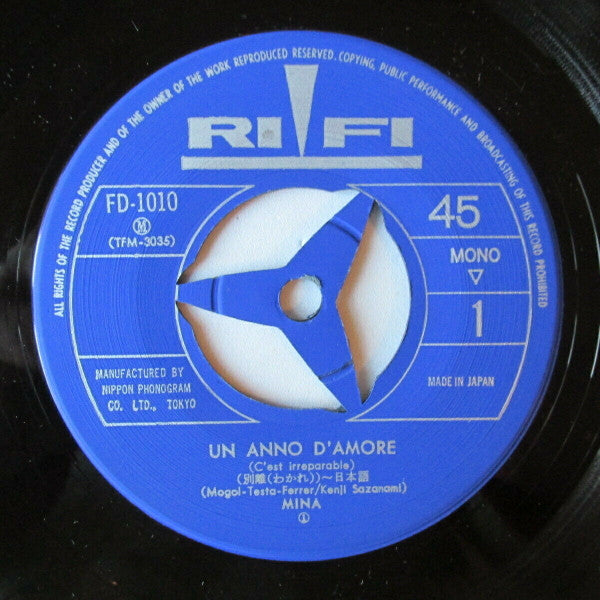 ALL RIGHTS OF THE RECORD PRODUCER AND OF THE OWNER OF THE WORK REPRODUCED RESERVED. COPYING, PUBLIC PERFORMANCE AND BROADCASTING OF THIS RECORD PROHIBITED
RI FI
FD-1010
M
(TFM-3035)
45
MONO
1
MANUFACTURED BY
NIPPON PHONOGRAM
CO. LTD., TOKYO
MADE IN JAPAN
UN ANNO D'AMORE
(C'est irreparable)
(別離(わかれ))〜日本語
(Mogol-Testa-Ferrer/Kenji Sazanami)
MINA